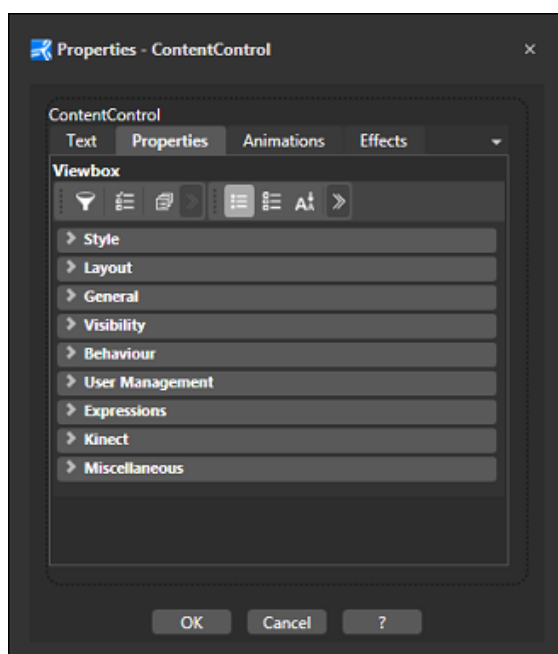 Properties - ContentControl
ContentControl
Text Properties Animations Effects
Viewbox
Style
Layout
General
Visibility
Behaviour
User Management
Expressions
Kinect
Miscellaneous
OK Cancel ?